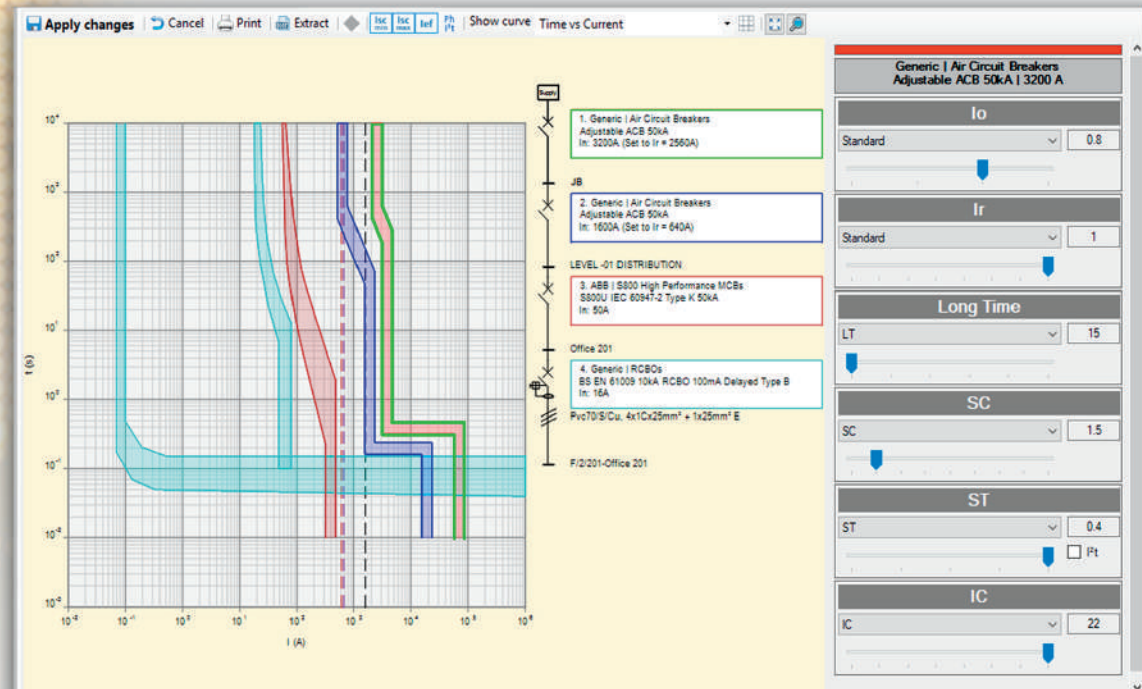 Apply changes Cancel Print Extract Isc min Isc max Ief Ph I²t Show curve Time vs Current
Supply
1. Generic | Air Circuit Breakers
Adjustable ACB 50kA
In: 3200A (Set to Ir = 2560A)
JB
2. Generic | Air Circuit Breakers
Adjustable ACB 50kA
In: 1600A (Set to Ir = 640A)
LEVEL -01 DISTRIBUTION
3. ABB | S800 High Performance MCBs
S800U IEC 60947-2 Type K 50kA
In: 50A
Office 201
4. Generic | RCBOs
BS EN 61009 10kA RCBO 100mA Delayed Type B
In: 16A
Pvc70/S/Cu, 4x1Cx25mm² + 1x25mm² E
F/2/201-Office 201
t (s)
I (A)
Generic | Air Circuit Breakers
Adjustable ACB 50kA | 3200 A
Io
Standard 0.8
Ir
Standard 1
Long Time
LT 15
SC
SC 1.5
ST
ST 0.4
I²t
IC
IC 22